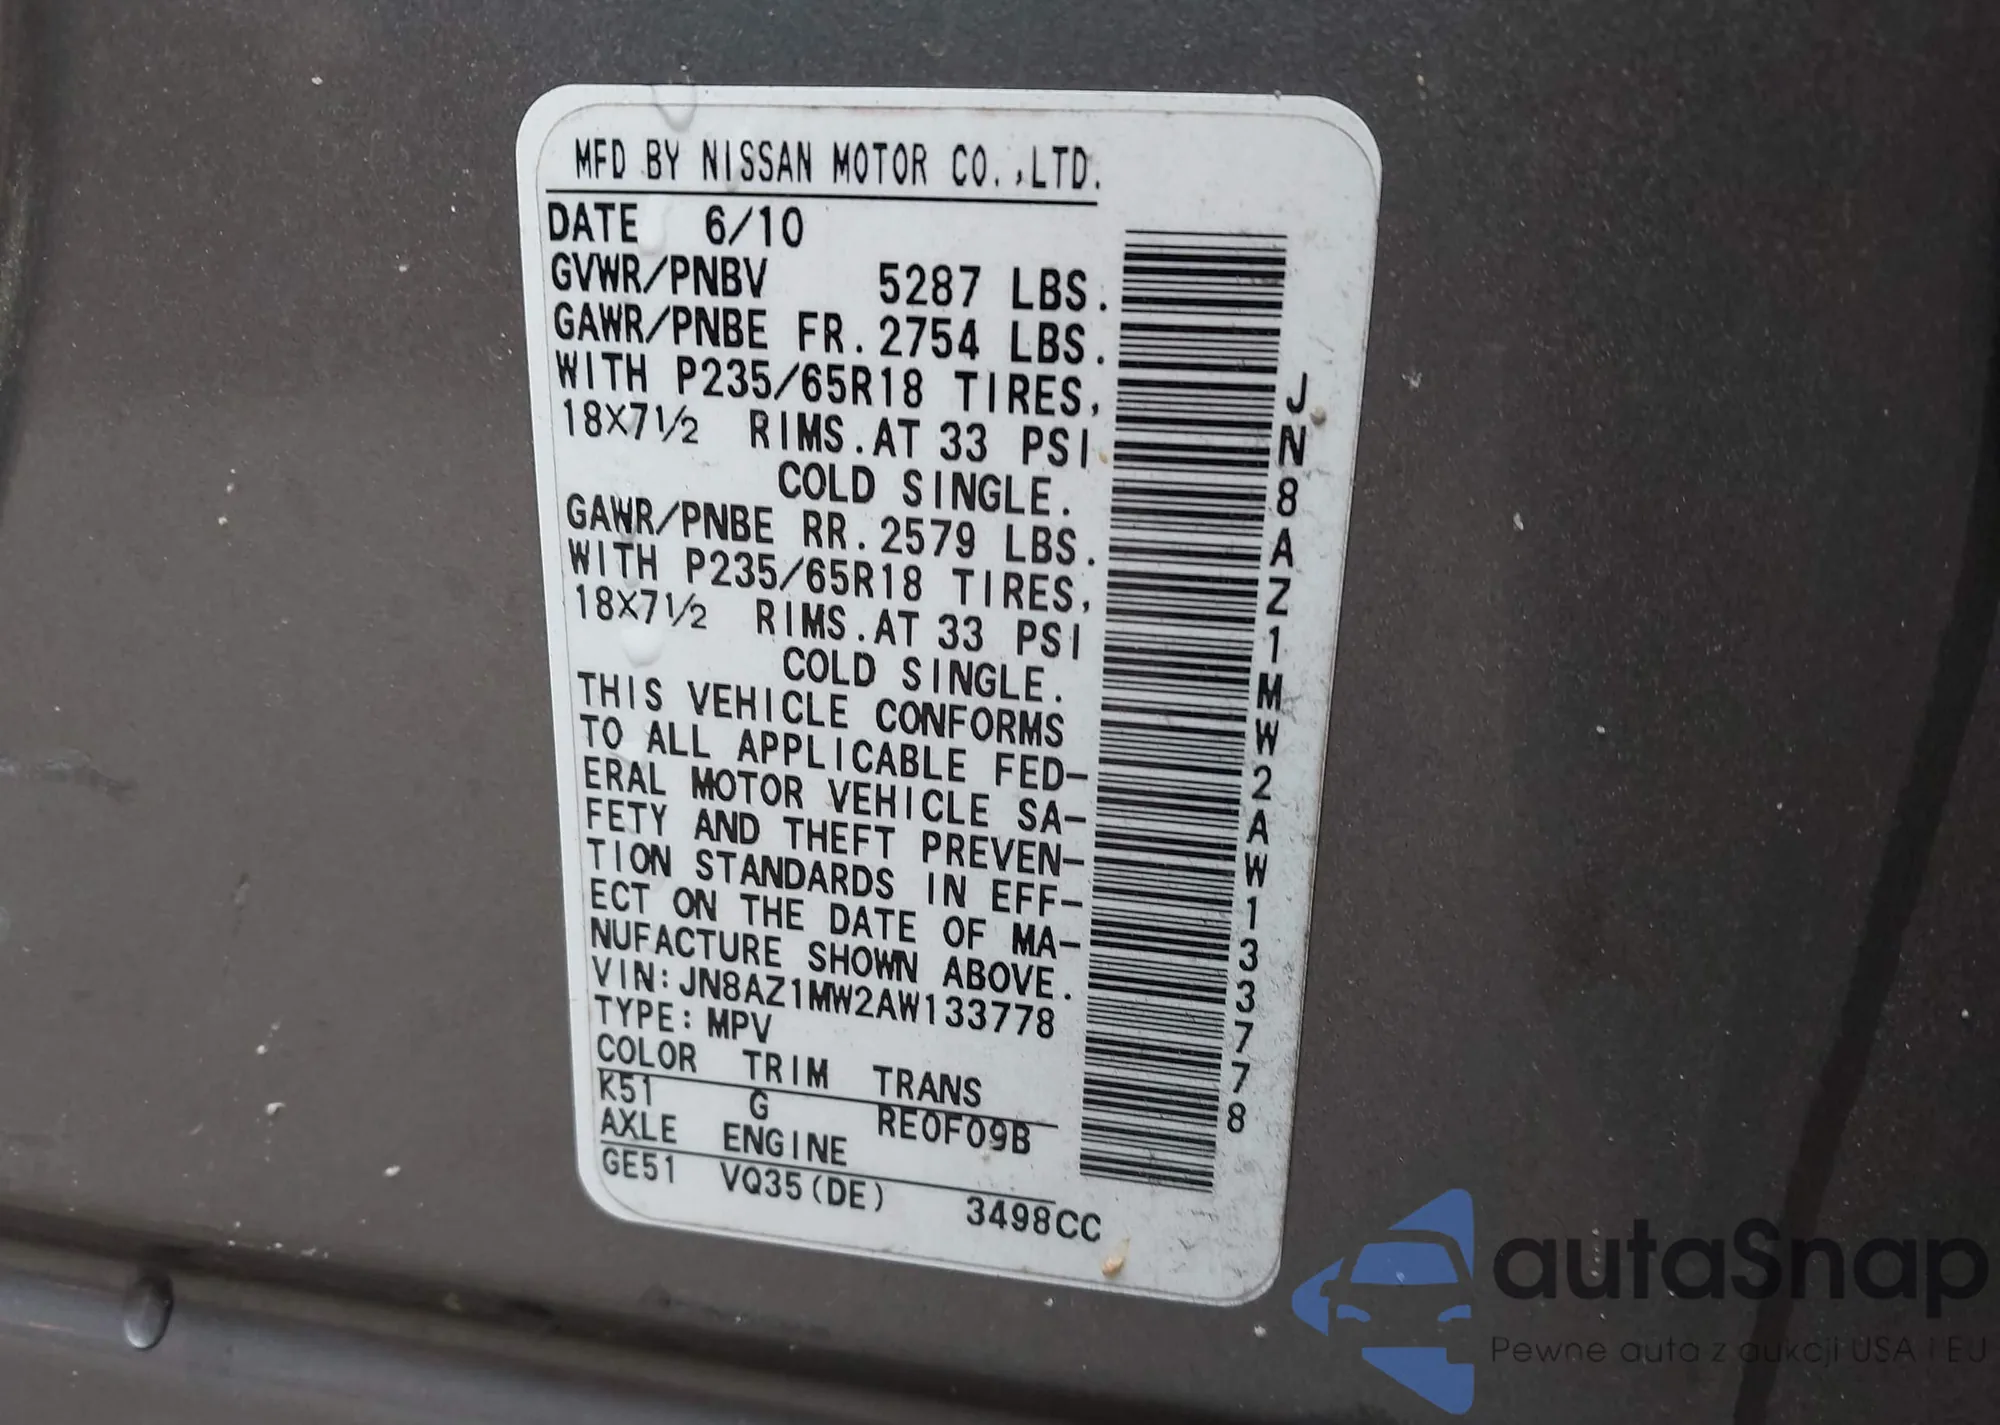 MFD BY NISSAN MOTOR CO.,LTD.
DATE 6/10
GVWR/PNBV 5287 LBS.
GAWR/PNBE FR. 2754 LBS.
WITH P235/65R18 TIRES,
18X7½ RIMS.AT 33 PSI
COLD SINGLE.
GAWR/PNBE RR. 2579 LBS.
WITH P235/65R18 TIRES,
18X7½ RIMS.AT 33 PSI
COLD SINGLE.
THIS VEHICLE CONFORMS
TO ALL APPLICABLE FED-
ERAL MOTOR VEHICLE SA-
FETY AND THEFT PREVEN-
TION STANDARDS IN EFF-
ECT ON THE DATE OF MA-
NUFACTURE SHOWN ABOVE.
VIN:JN8AZ1MW2AW133778
TYPE:MPV
COLOR TRIM TRANS
K51 G RE0F09B
AXLE ENGINE
GE51 VQ35(DE) 3498CC
JN8AZ1MW2AW133778
autaSnap
Pewne auta z aukcji USA i EU